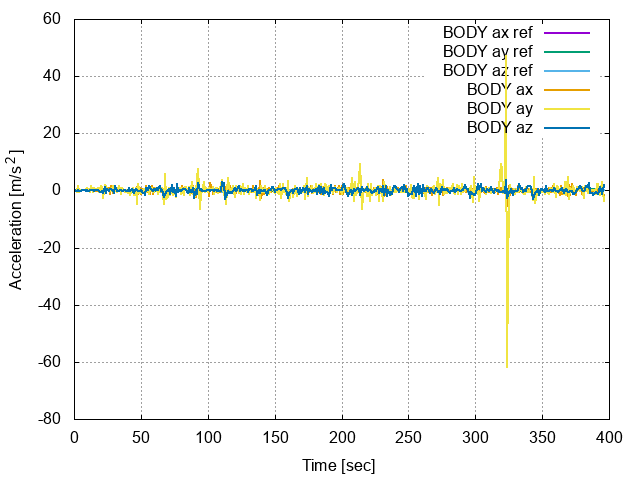 60
40
20
0
-20
-40
-60
-80
0 50 100 150 200 250 300 350 400
Acceleration [m/s²]
Time [sec]
BODY ax ref
BODY ay ref
BODY az ref
BODY ax
BODY ay
BODY az